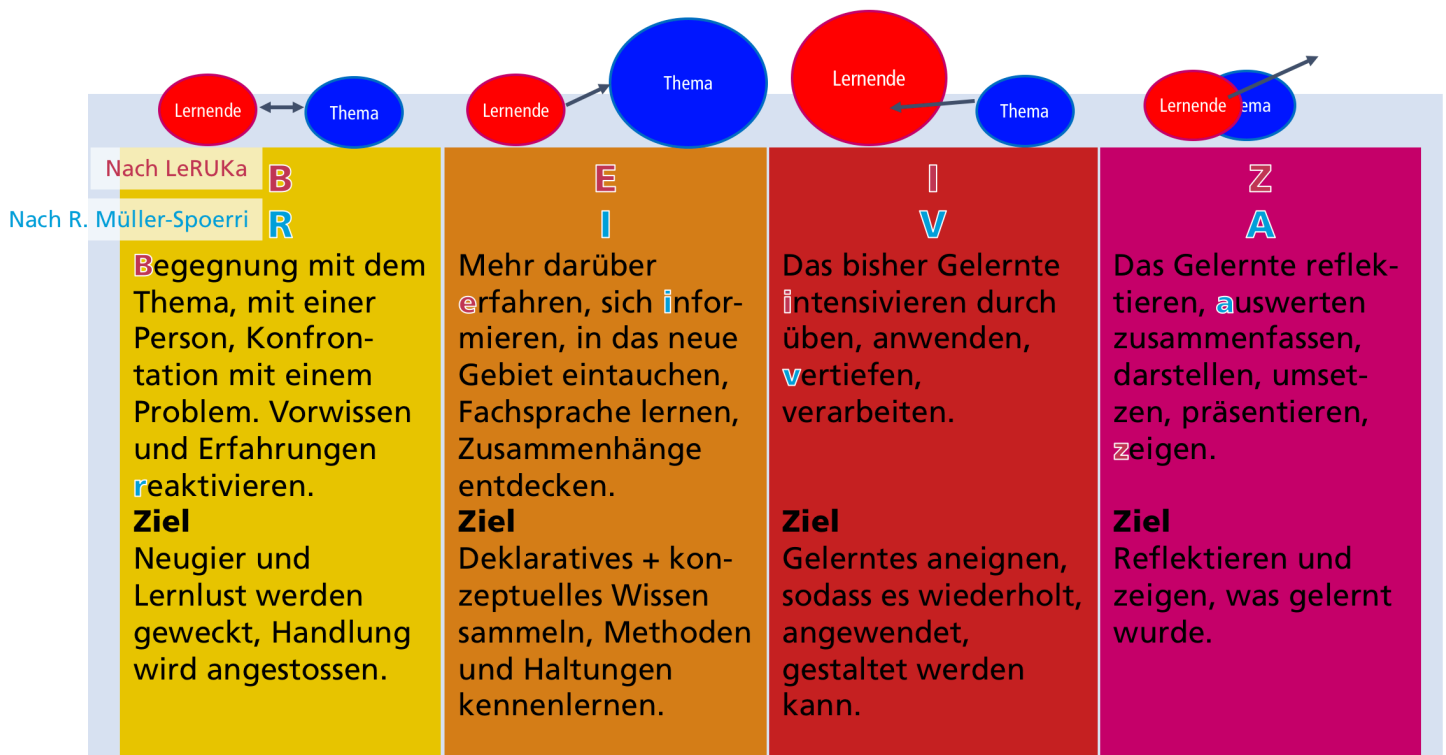 Lernende
Thema
Lernende
Thema
Lernende
Thema
Lernende
ema
Nach LeRUKa
Nach R. Müller-Spoerri
B
R
Begegnung mit dem
Thema, mit einer
Person, Konfron-
tation mit einem
Problem. Vorwissen
und Erfahrungen
reaktivieren.
Ziel
Neugier und
Lernlust werden
geweckt, Handlung
wird angestossen.
E
I
Mehr darüber
erfahren, sich infor-
mieren, in das neue
Gebiet eintauchen,
Fachsprache lernen,
Zusammenhänge
entdecken.
Ziel
Deklaratives + kon-
zeptuelles Wissen
sammeln, Methoden
und Haltungen
kennenlernen.
I
V
Das bisher Gelernte
intensivieren durch
üben, anwenden,
vertiefen,
verarbeiten.
Ziel
Gelerntes aneignen,
sodass es wiederholt,
angewendet,
gestaltet werden
kann.
Z
A
Das Gelernte reflek-
tieren, auswerten
zusammenfassen,
darstellen, umset-
zen, präsentieren,
zeigen.
Ziel
Reflektieren und
zeigen, was gelernt
wurde.